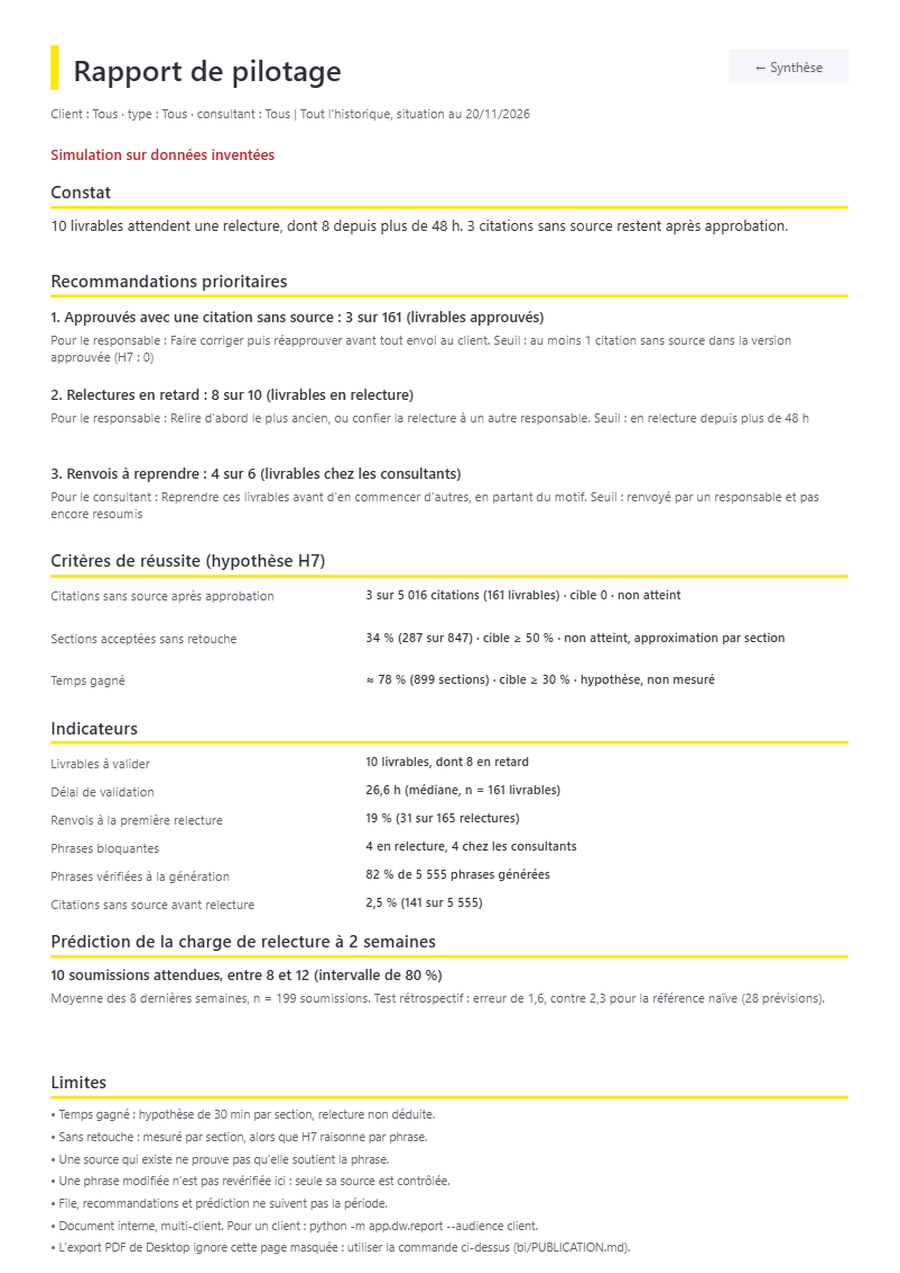 Rapport de pilotage
← Synthèse
Client : Tous · type : Tous · consultant : Tous | Tout l'historique, situation au 20/11/2026
Simulation sur données inventées
Constat
10 livrables attendent une relecture, dont 8 depuis plus de 48 h. 3 citations sans source restent après approbation.
Recommandations prioritaires
1. Approuvés avec une citation sans source : 3 sur 161 (livrables approuvés)
Pour le responsable : Faire corriger puis réapprouver avant tout envoi au client. Seuil : au moins 1 citation sans source dans la version
approuvée (H7 : 0)
2. Relectures en retard : 8 sur 10 (livrables en relecture)
Pour le responsable : Relire d'abord le plus ancien, ou confier la relecture à un autre responsable. Seuil : en relecture depuis plus de 48 h
3. Renvois à reprendre : 4 sur 6 (livrables chez les consultants)
Pour le consultant : Reprendre ces livrables avant d'en commencer d'autres, en partant du motif. Seuil : renvoyé par un responsable et pas
encore resoumis
Critères de réussite (hypothèse H7)
Citations sans source après approbation
3 sur 5 016 citations (161 livrables) · cible 0 · non atteint
Sections acceptées sans retouche
34 % (287 sur 847) · cible ≥ 50 % · non atteint, approximation par section
Temps gagné
≈ 78 % (899 sections) · cible ≥ 30 % · hypothèse, non mesuré
Indicateurs
Livrables à valider
10 livrables, dont 8 en retard
Délai de validation
26,6 h (médiane, n = 161 livrables)
Renvois à la première relecture
19 % (31 sur 165 relectures)
Phrases bloquantes
4 en relecture, 4 chez les consultants
Phrases vérifiées à la génération
82 % de 5 555 phrases générées
Citations sans source avant relecture
2,5 % (141 sur 5 555)
Prédiction de la charge de relecture à 2 semaines
10 soumissions attendues, entre 8 et 12 (intervalle de 80 %)
Moyenne des 8 dernières semaines, n = 199 soumissions. Test rétrospectif : erreur de 1,6, contre 2,3 pour la référence naïve (28 prévisions).
Limites
• Temps gagné : hypothèse de 30 min par section, relecture non déduite.
• Sans retouche : mesuré par section, alors que H7 raisonne par phrase.
• Une source qui existe ne prouve pas qu'elle soutient la phrase.
• Une phrase modifiée n'est pas revérifiée ici : seule sa source est contrôlée.
• File, recommandations et prédiction ne suivent pas la période.
• Document interne, multi-client. Pour un client : python -m app.dw.report --audience client.
• L'export PDF de Desktop ignore cette page masquée : utiliser la commande ci-dessus (bi/PUBLICATION.md).